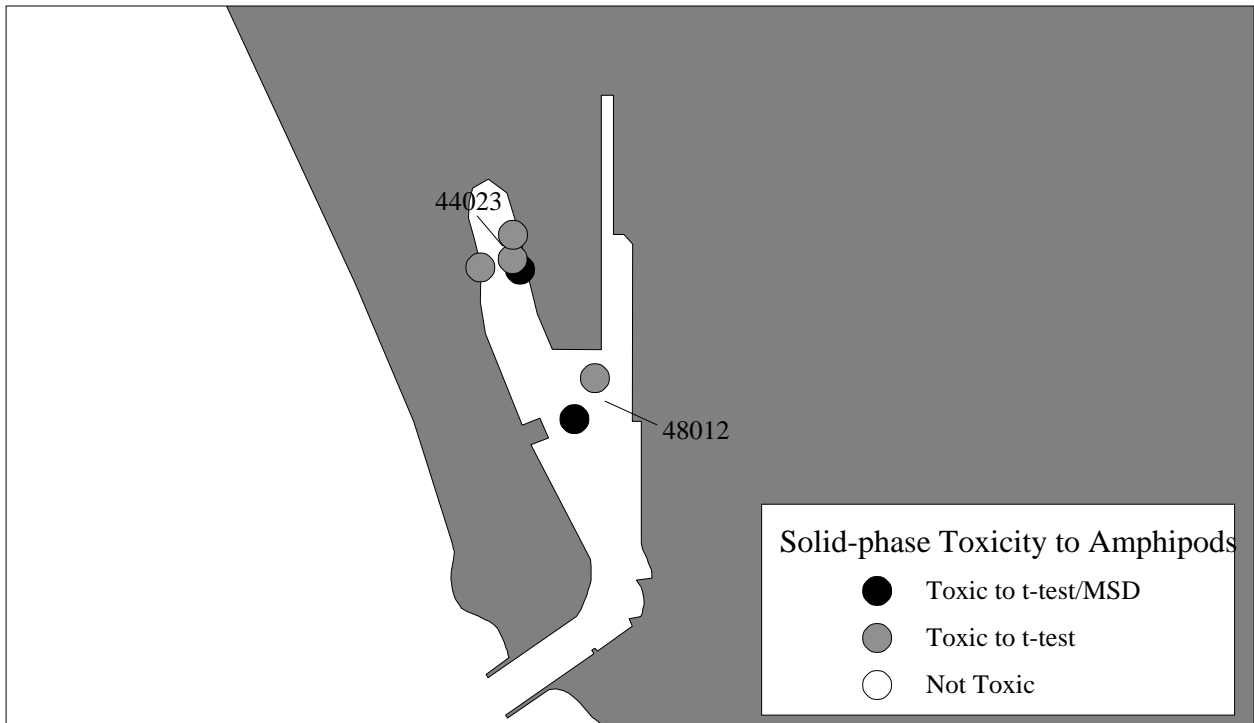 44023
48012
Solid-phase Toxicity to Amphipods
Toxic to t-test/MSD
Toxic to t-test
Not Toxic